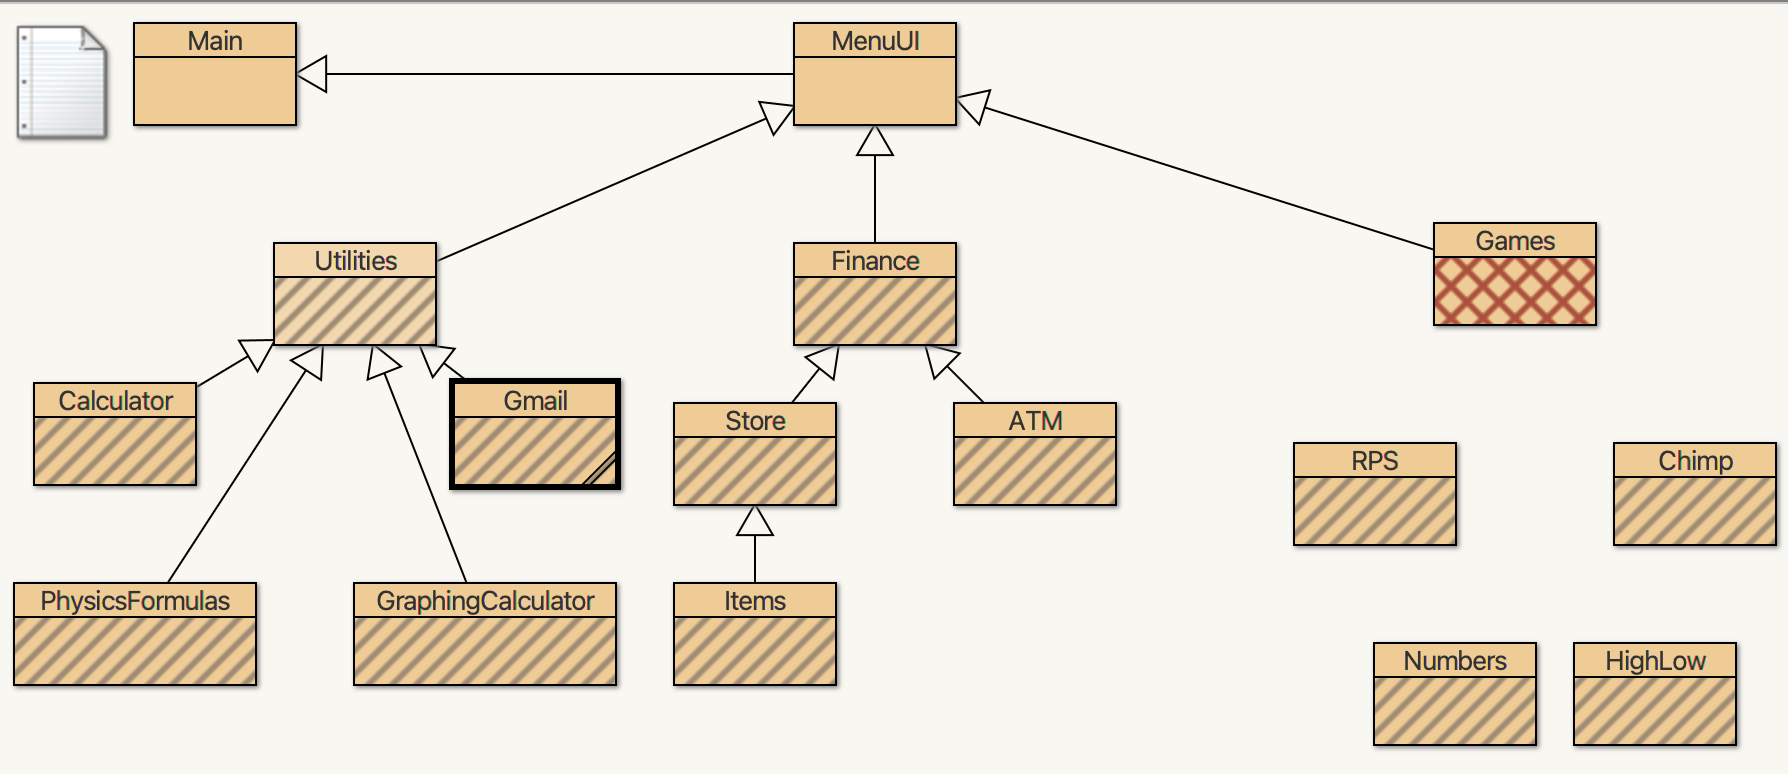 Main
MenuUI
Utilities
Finance
Games
Calculator
Gmail
Store
ATM
RPS
Chimp
PhysicsFormulas
GraphingCalculator
Items
Numbers
HighLow